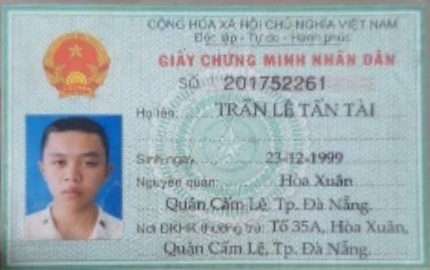 CỘNG HÒA XÃ HỘI CHỦ NGHĨA VIỆT NAM
Độc lập - Tự do - Hạnh phúc
GIẤY CHỨNG MINH NHÂN DÂN
SỐ 201752261
Họ tên: TRẦN LÊ TẤN TÀI
Sinh ngày 23-12-1999
Nguyên quán: Hòa Xuân
Quận Cẩm Lệ, Tp. Đà Nẵng.
Nơi ĐKHK thường trú: Tổ 35A, Hòa Xuân,
Quận Cẩm Lệ, Tp. Đà Nẵng.